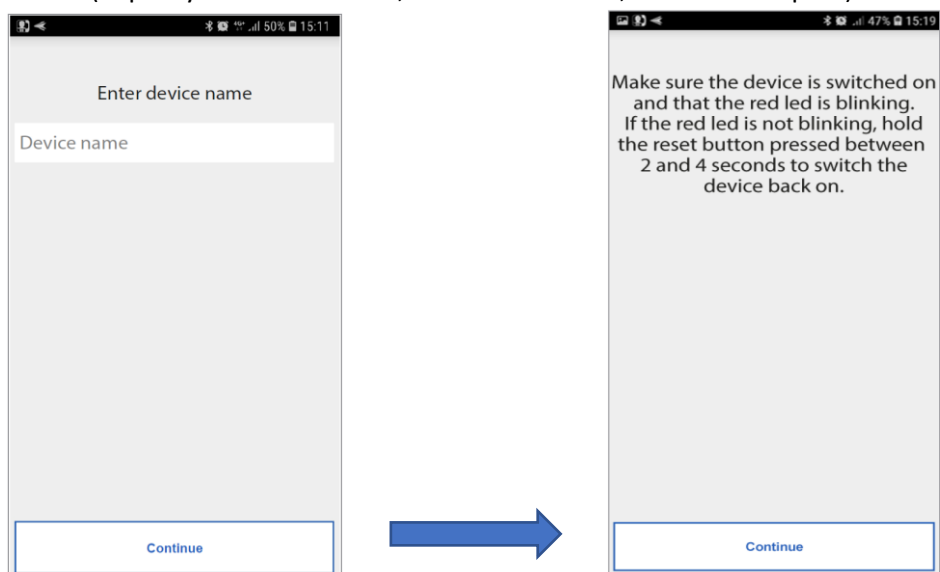 50% 15:11
Enter device name
Device name
Continue
47% 15:19
Make sure the device is switched on
and that the red led is blinking.
If the red led is not blinking, hold
the reset button pressed between
2 and 4 seconds to switch the
device back on.
Continue